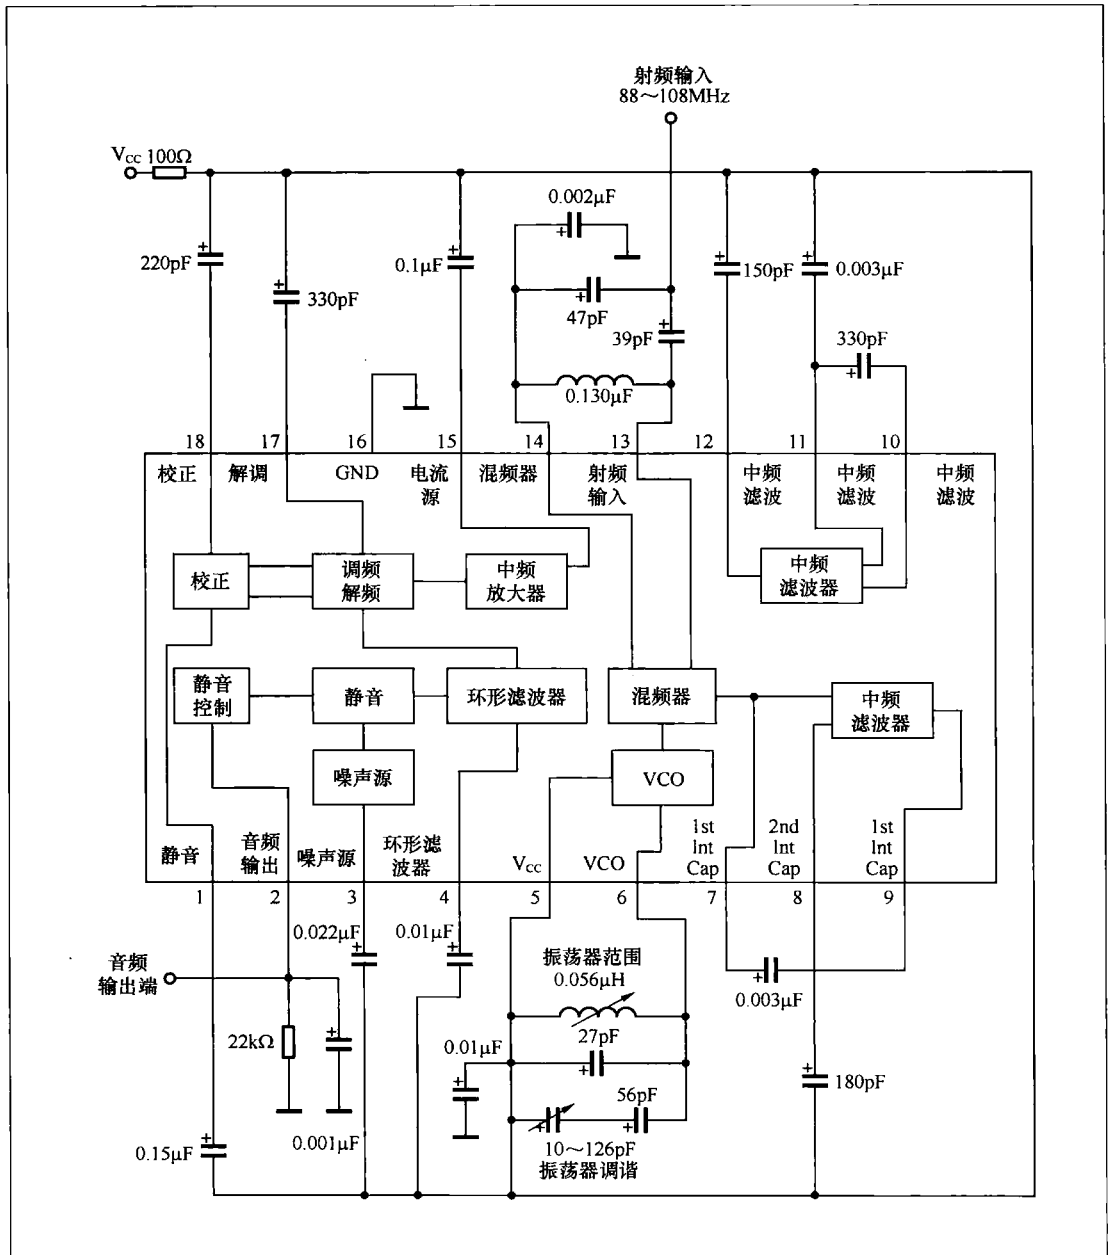 射频输入
88~108MHz
Vcc 100Ω
0.002μF
220pF
0.1μF
150pF
0.003μF
330pF
47pF
39pF
330pF
0.130μF
18
17
16
15
14
13
12
11
10
校正
解调
GND
电流
源
混频器
射频
输入
中频
滤波
中频
滤波
中频
滤波
校正
调频
解频
中频
放大器
中频
滤波器
静音
控制
静音
环形滤波器
混频器
中频
滤波器
噪声源
VCO
静音
音频
输出
噪声源
环形滤
波器
Vcc
VCO
1st
Int
Cap
2nd
Int
Cap
1st
Int
Cap
1
2
3
4
5
6
7
8
9
0.022μF
0.01μF
音频
输出端
振荡器范围
0.056μH
0.003μF
22kΩ
27pF
0.01μF
180pF
56pF
0.001μF
0.15μF
10~126pF
振荡器调谐